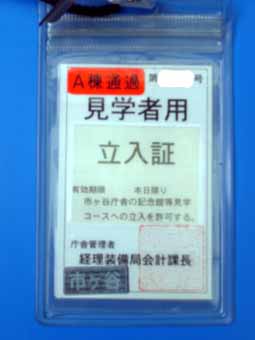 A棟通過 第 号
見学者用
立入証
有効期限 本日限り
市ヶ谷庁舎の記念館等見学
コースへの立入を許可する。
庁舎管理者
経理装備局会計課長
市ヶ谷